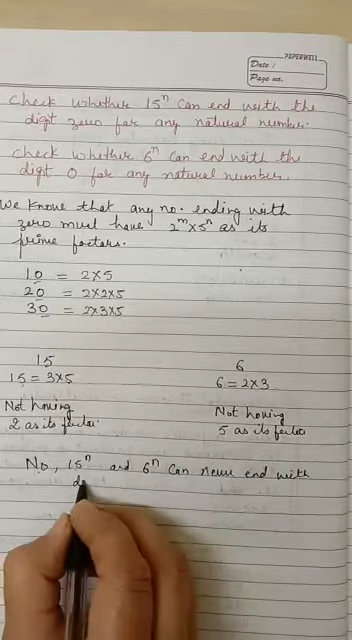 PAPERWELL
Date :
Page no.
Check whether 15ⁿ can end with the
digit zero for any natural number.
Check whether 6ⁿ can end with the
digit 0 for any natural number.
We know that any no. ending with
zero must have 2ᵐ×5ⁿ as its
prime factors.
10 = 2×5
20 = 2×2×5
30 = 2×3×5
15
15 = 3×5
Not having
2 as its factor.
6
6 = 2×3
Not having
5 as its factor
No, 15ⁿ and 6ⁿ can never end with
d